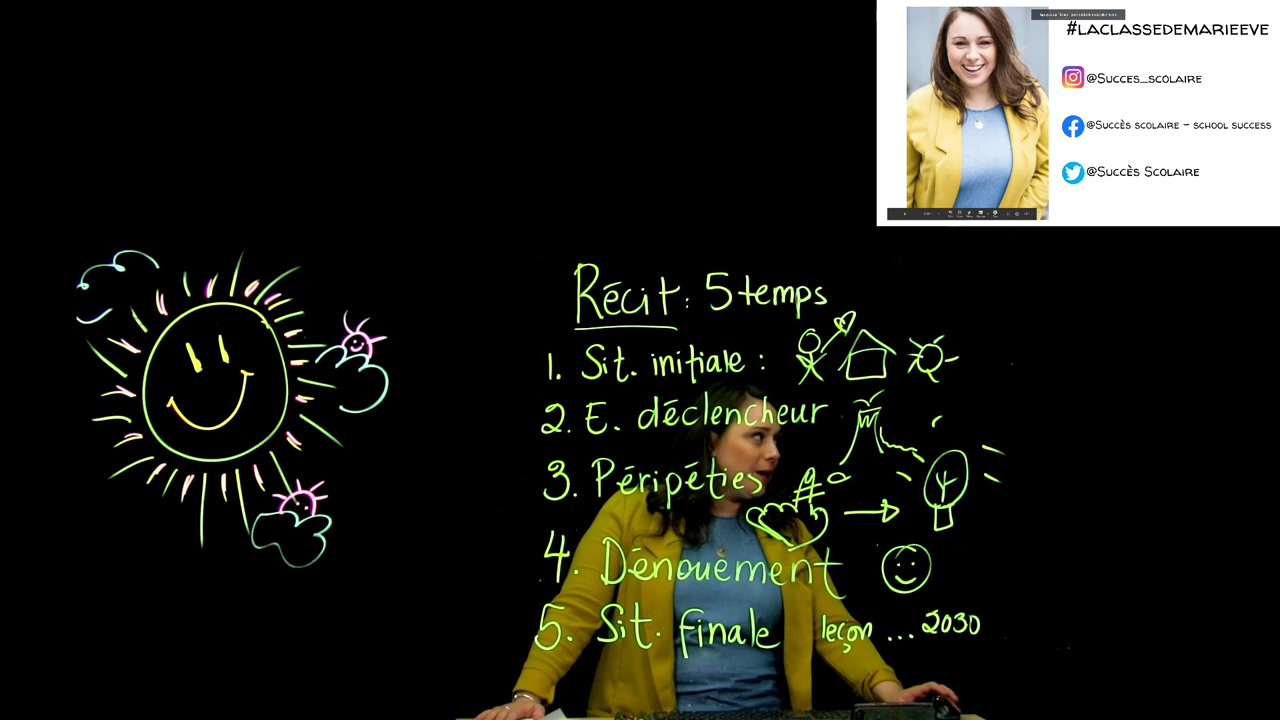 #LACLASSEDEMARIEEVE
@Succes_scolaire
@Succès scolaire - school success
@Succès Scolaire
Récit: 5 temps
1. Sit. initiale :
2. E. déclencheur
3. Péripéties
4. Dénouement
5. Sit. finale leçon ... 2030